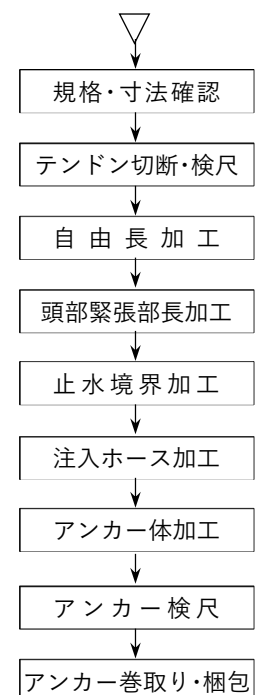 規格・寸法確認
テンドン切断・検尺
自由長加工
頭部緊張部長加工
止水境界加工
注入ホース加工
アンカー体加工
アンカー検尺
アンカー巻取り・梱包